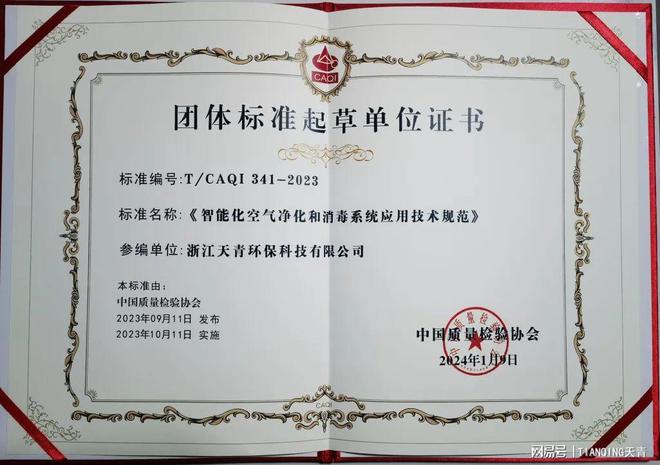 CAQI
团体标准起草单位证书
标准编号:T/CAQI 341-2023
标准名称:《智能化空气净化和消毒系统应用技术规范》
参编单位:浙江天青环保科技有限公司
本标准由:
中国质量检验协会
2023年09月11日 发布
2023年10月11日 实施
中国质量检验协会
2024年1月9日
CAQI
网易号 | TIANQING天青